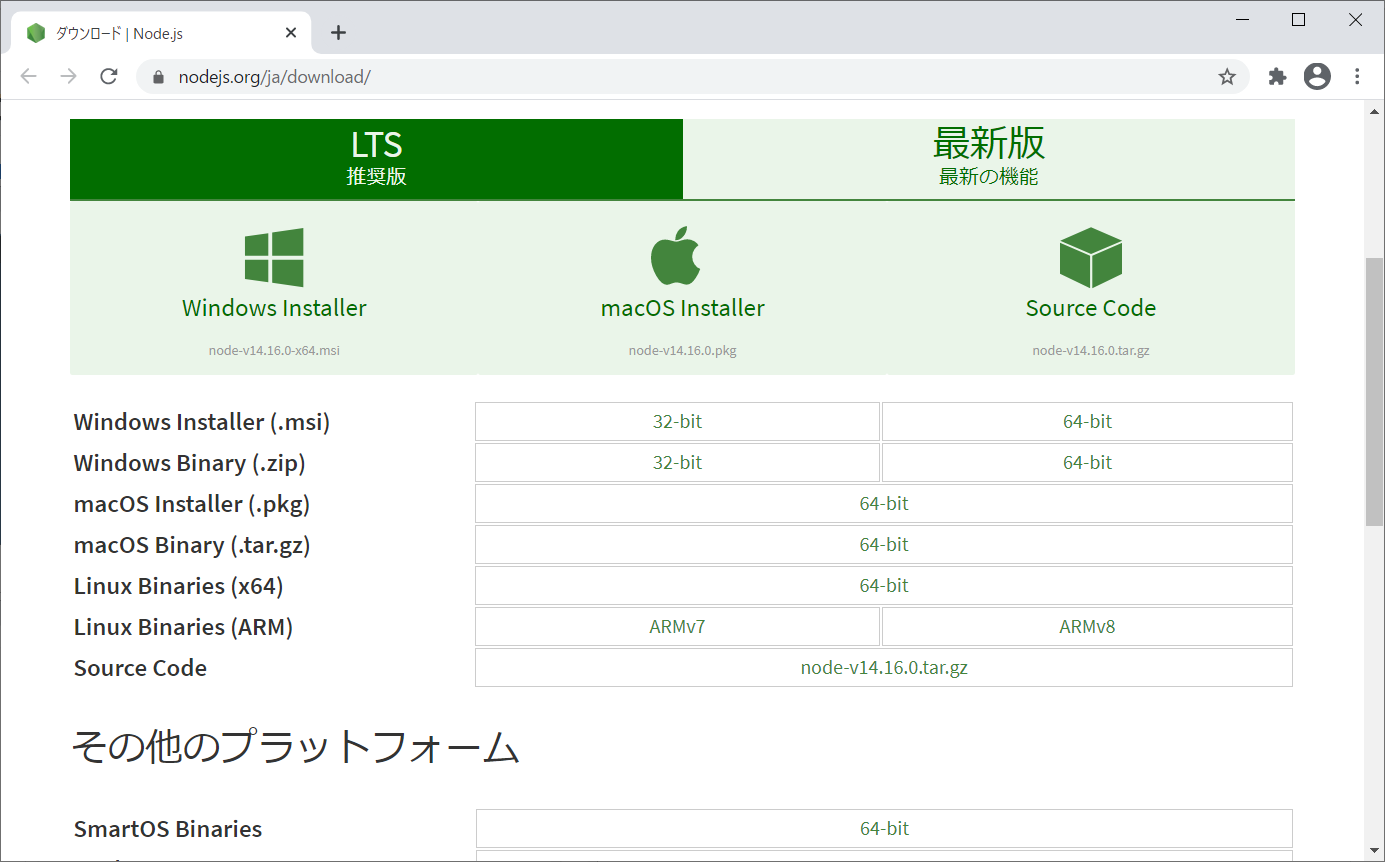 ダウンロード | Node.js
nodejs.org/ja/download/
LTS
推奨版
最新版
最新の機能
Windows Installer
macOS Installer
Source Code
node-v14.16.0-x64.msi
node-v14.16.0.pkg
node-v14.16.0.tar.gz
Windows Installer (.msi) 32-bit 64-bit
Windows Binary (.zip) 32-bit 64-bit
macOS Installer (.pkg) 64-bit
macOS Binary (.tar.gz) 64-bit
Linux Binaries (x64) 64-bit
Linux Binaries (ARM) ARMv7 ARMv8
Source Code node-v14.16.0.tar.gz
その他のプラットフォーム
SmartOS Binaries 64-bit